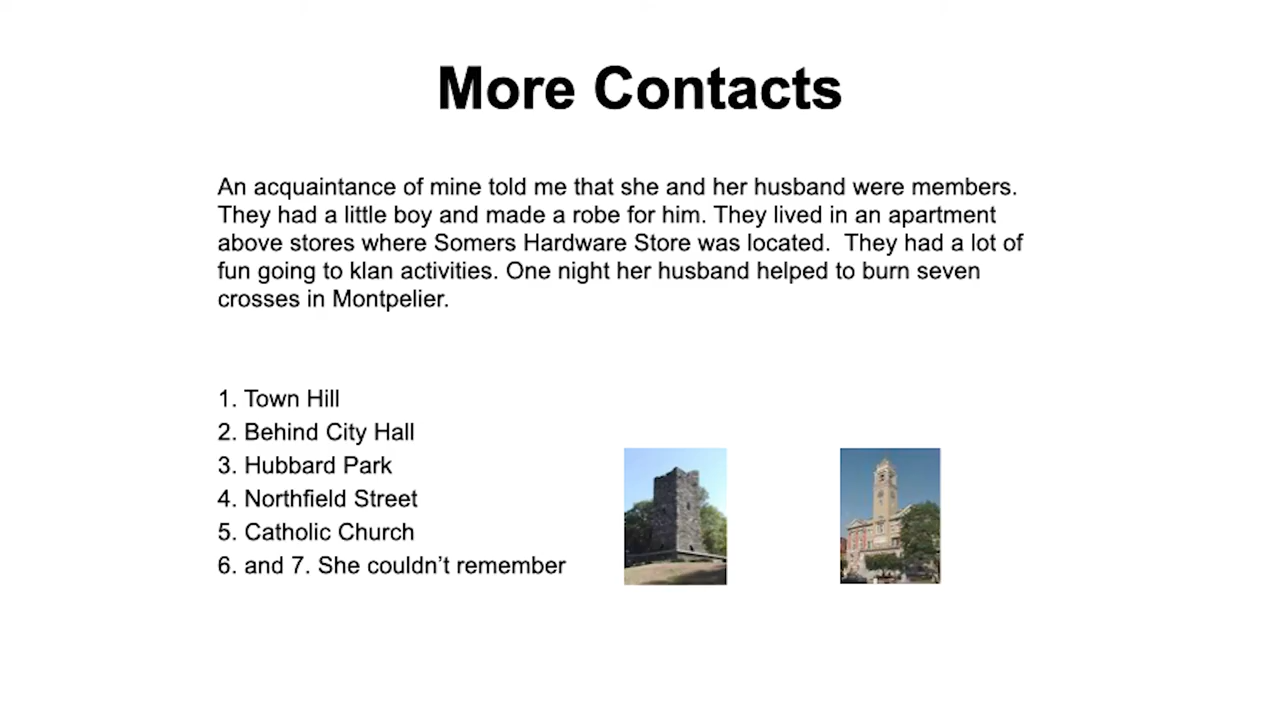 More Contacts
An acquaintance of mine told me that she and her husband were members.
They had a little boy and made a robe for him. They lived in an apartment
above stores where Somers Hardware Store was located.  They had a lot of
fun going to klan activities. One night her husband helped to burn seven
crosses in Montpelier.
1. Town Hill
2. Behind City Hall
3. Hubbard Park
4. Northfield Street
5. Catholic Church
6. and 7. She couldn’t remember